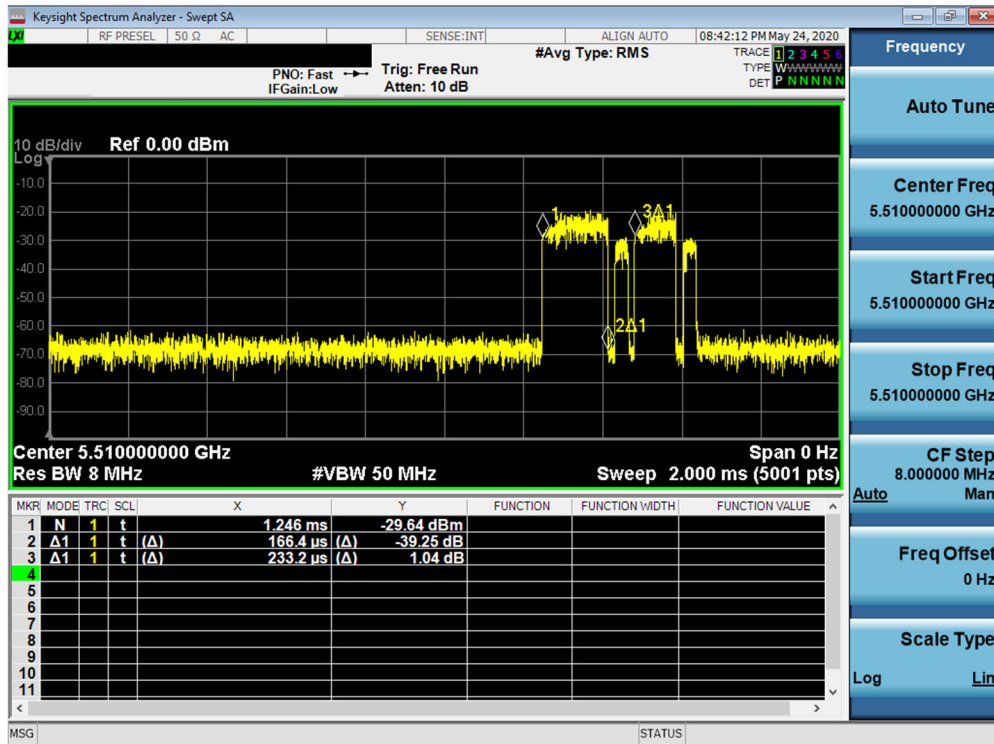 Keysight Spectrum Analyzer - Swept SA
LXI RF PRESEL 50 Ω AC SENSE:INT ALIGN AUTO 08:42:12 PM May 24, 2020
#Avg Type: RMS
TRACE 1 2 3 4 5 6
PNO: Fast Trig: Free Run TYPE WWWWWW
IFGain:Low Atten: 10 dB DET P N N N N N
10 dB/div Ref 0.00 dBm
Log
-10.0
-20.0
1 3Δ1
-30.0
-40.0
-50.0
-60.0
2Δ1
-70.0
-80.0
-90.0
Center 5.510000000 GHz Span 0 Hz
Res BW 8 MHz #VBW 50 MHz Sweep 2.000 ms (5001 pts)
MKR MODE TRC SCL X Y FUNCTION FUNCTION WIDTH FUNCTION VALUE
1 N 1 t 1.246 ms -29.64 dBm
2 Δ1 1 t (Δ) 166.4 µs (Δ) -39.25 dB
3 Δ1 1 t (Δ) 233.2 µs (Δ) 1.04 dB
4
5
6
7
8
9
10
11
MSG STATUS
Frequency
Auto Tune
Center Freq
5.510000000 GHz
Start Freq
5.510000000 GHz
Stop Freq
5.510000000 GHz
CF Step
8.000000 MHz
Auto Man
Freq Offset
0 Hz
Scale Type
Log Lin